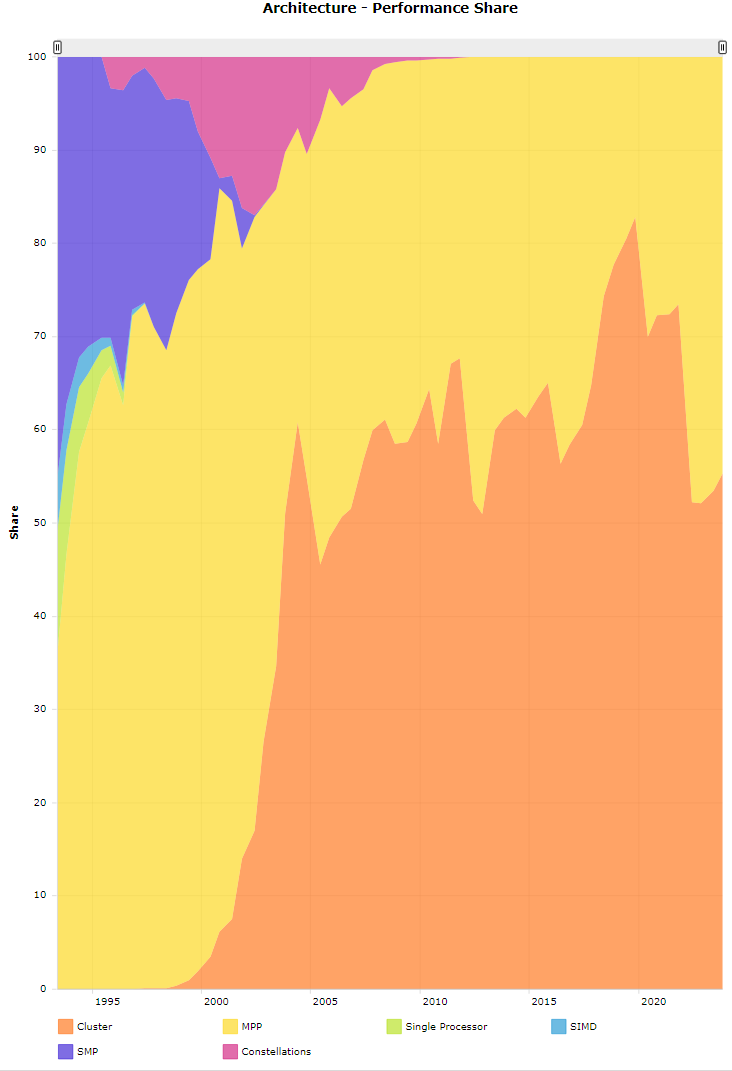 Architecture - Performance Share
100
90
80
70
60
50
40
30
20
10
0
Share
1995 2000 2005 2010 2015 2020
Cluster MPP Single Processor SIMD
SMP Constellations